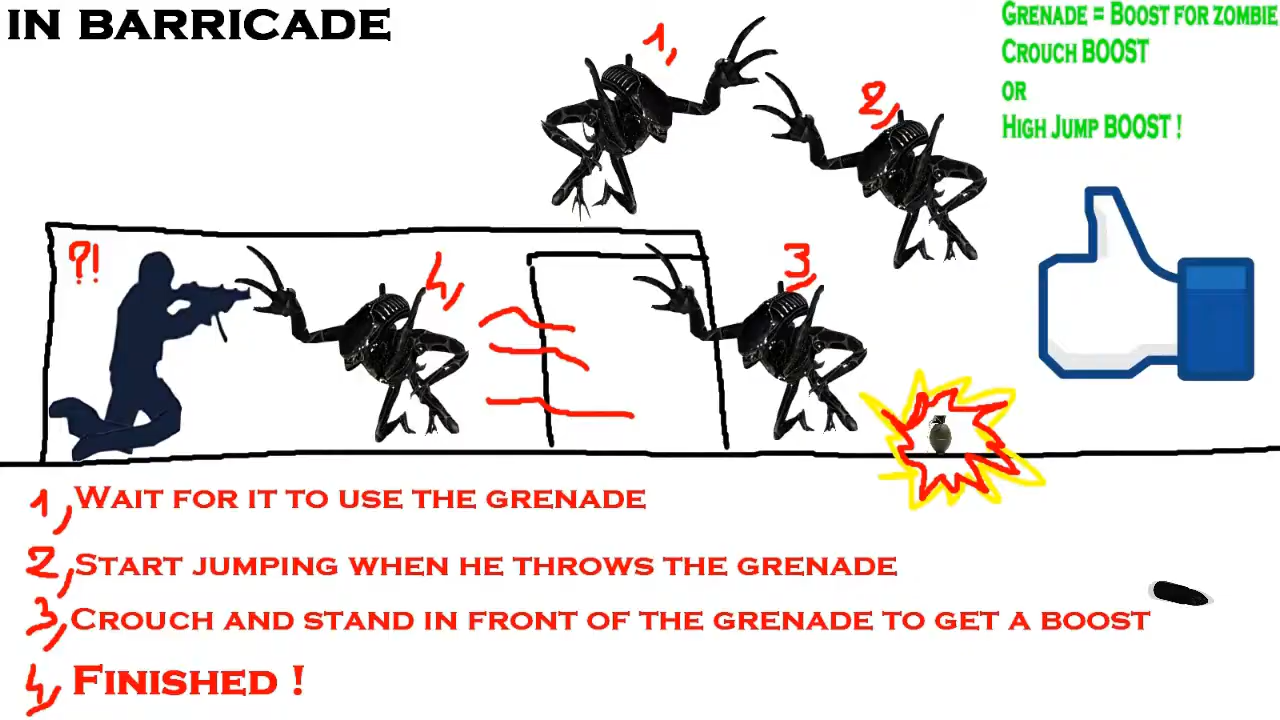 IN BARRICADE
GRENADE = BOOST FOR ZOMBIE
CROUCH BOOST
OR
HIGH JUMP BOOST !
1,
2,
?!
4,
3,
1, WAIT FOR IT TO USE THE GRENADE
2, START JUMPING WHEN HE THROWS THE GRENADE
3, CROUCH AND STAND IN FRONT OF THE GRENADE TO GET A BOOST
4, FINISHED !